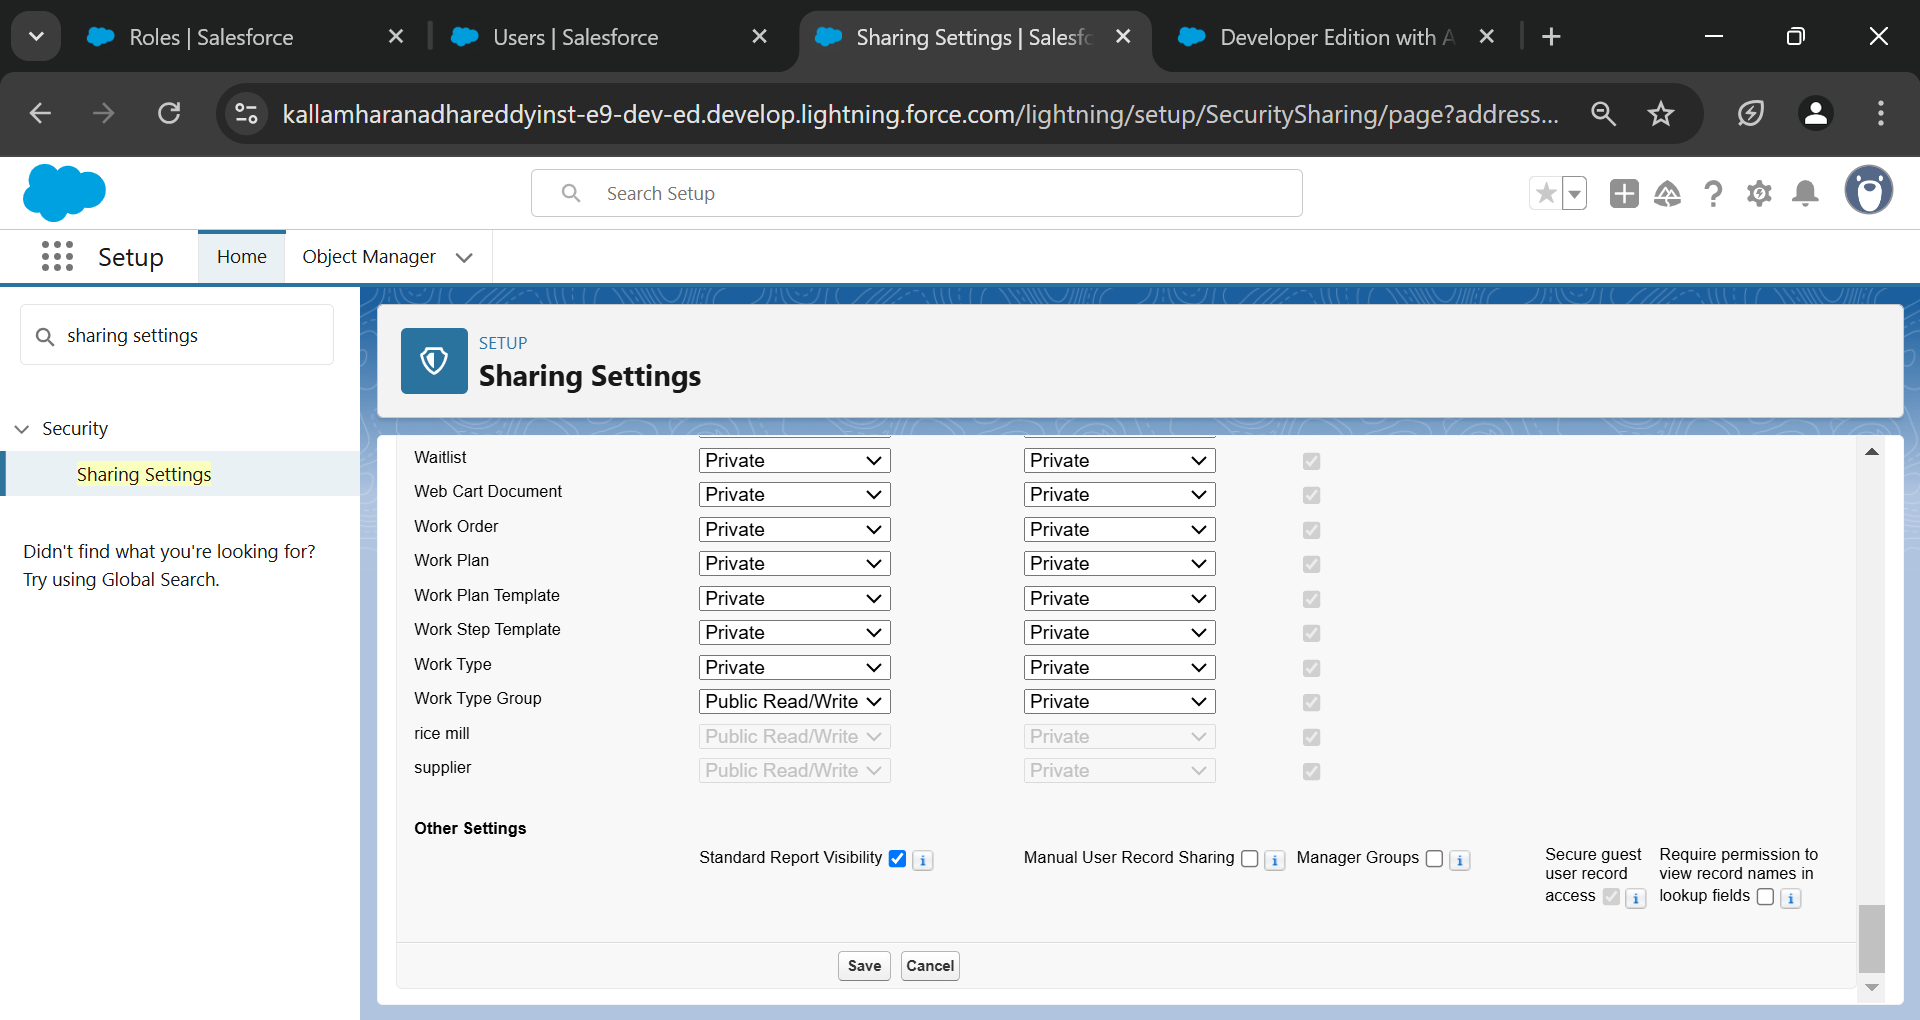 Roles | Salesforce
Users | Salesforce
Sharing Settings | Salesfo
Developer Edition with A
kallamharanadhareddyinst-e9-dev-ed.develop.lightning.force.com/lightning/setup/SecuritySharing/page?address...
Search Setup
Setup
Home
Object Manager
sharing settings
Security
Sharing Settings
Didn't find what you're looking for?
Try using Global Search.
SETUP
Sharing Settings
Waitlist Private Private
Web Cart Document Private Private
Work Order Private Private
Work Plan Private Private
Work Plan Template Private Private
Work Step Template Private Private
Work Type Private Private
Work Type Group Public Read/Write Private
rice mill Public Read/Write Private
supplier Public Read/Write Private
Other Settings
Standard Report Visibility
Manual User Record Sharing
Manager Groups
Secure guest
user record
access
Require permission to
view record names in
lookup fields
Save
Cancel